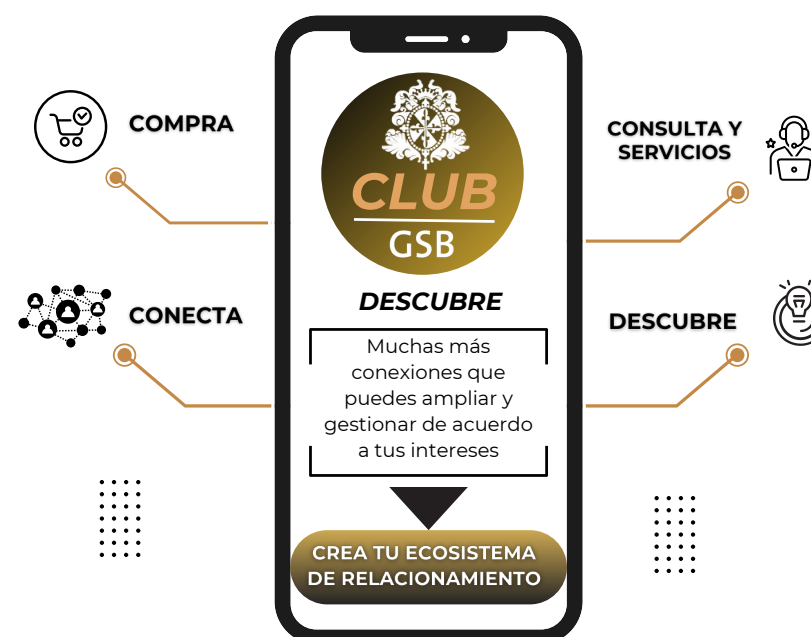 COMPRA
CONECTA
CLUB
GSB
DESCUBRE
Muchas más
conexiones que
puedes ampliar y
gestionar de acuerdo
a tus intereses
CREA TU ECOSISTEMA
DE RELACIONAMIENTO
CONSULTA Y
SERVICIOS
DESCUBRE